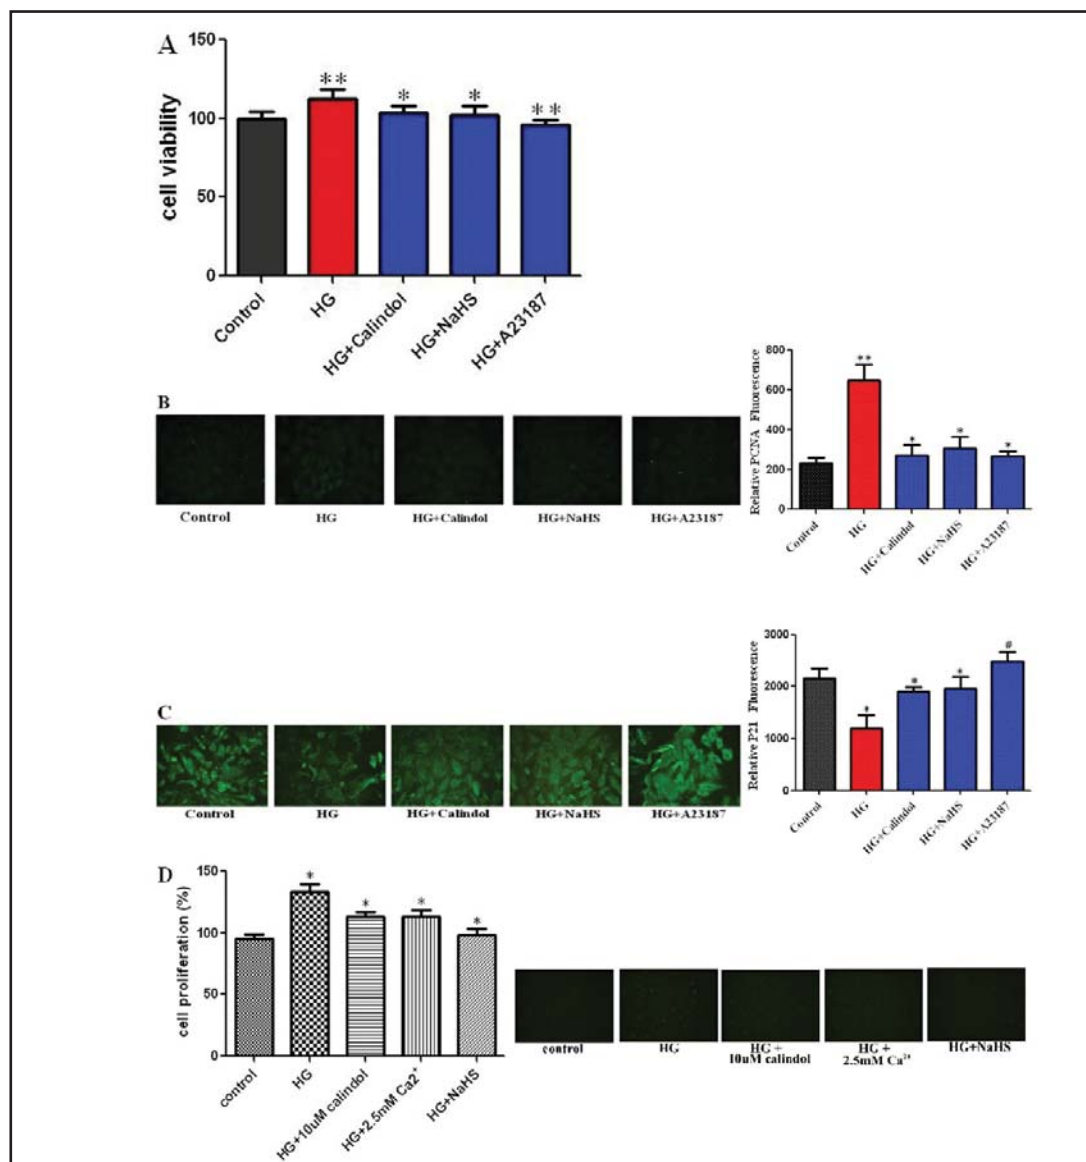 A
cell viability
150
100
50
0
**
*
*
**
Control
HG
HG+Calindol
HG+NaHS
HG+A23187
B
Control
HG
HG+Calindol
HG+NaHS
HG+A23187
Relative PCNA Fluorescence
800
600
400
200
0
**
*
*
*
Control
HG
HG+Calindol
HG+NaHS
HG+A23187
C
Control
HG
HG+Calindol
HG+NaHS
HG+A23187
Relative P21 Fluorescence
3000
2000
1000
0
*
*
*
#
Control
HG
HG+Calindol
HG+NaHS
HG+A23187
D
cell proliferation (%)
150
100
50
0
*
*
*
*
control
HG
HG+10uM calindol
HG+2.5mM Ca2+
HG+NaHS
control
HG
HG +
10uM calindol
HG +
2.5mM Ca²⁺
HG+NaHS